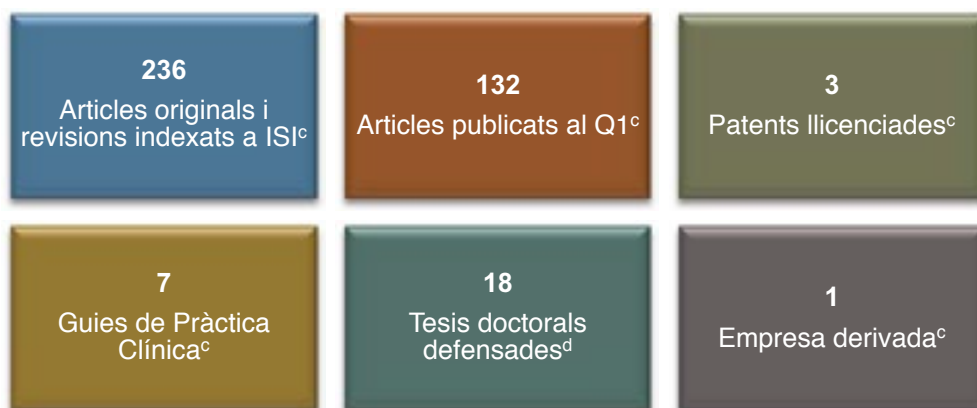 236
Articles originals i
revisions indexats a ISIᶜ
132
Articles publicats al Q1ᶜ
3
Patents llicenciadesᶜ
7
Guies de Pràctica
Clínicaᶜ
18
Tesis doctorals
defensadesᵈ
1
Empresa derivadaᶜ